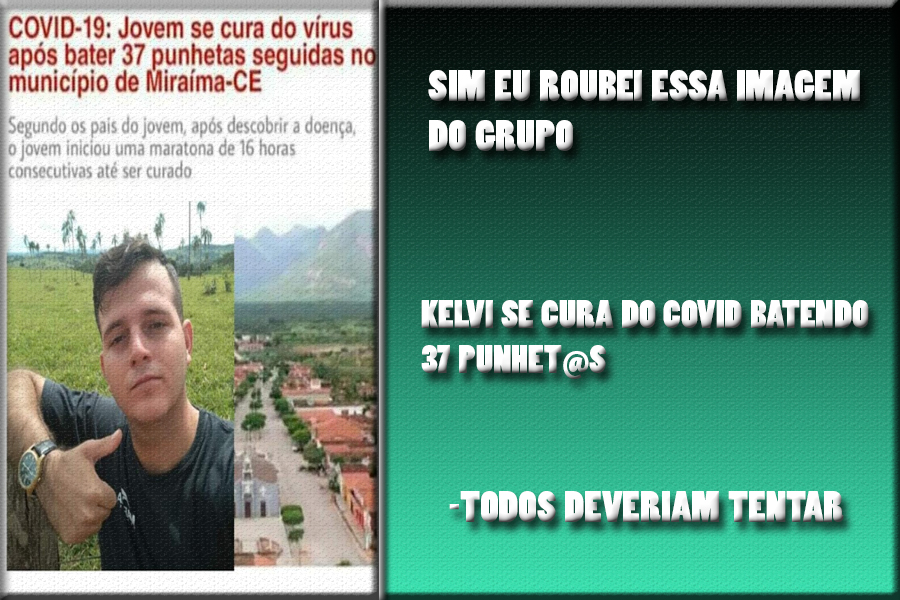 COVID-19: Jovem se cura do vírus
após bater 37 punhetas seguidas no
município de Miraíma-CE
Segundo os pais do jovem, após descobrir a doença,
o jovem iniciou uma maratona de 16 horas
consecutivas até ser curado
SIM EU ROUBEI ESSA IMAGEM
DO GRUPO
KELVI SE CURA DO COVID BATENDO
37 PUNHET@S
-TODOS DEVERIAM TENTAR